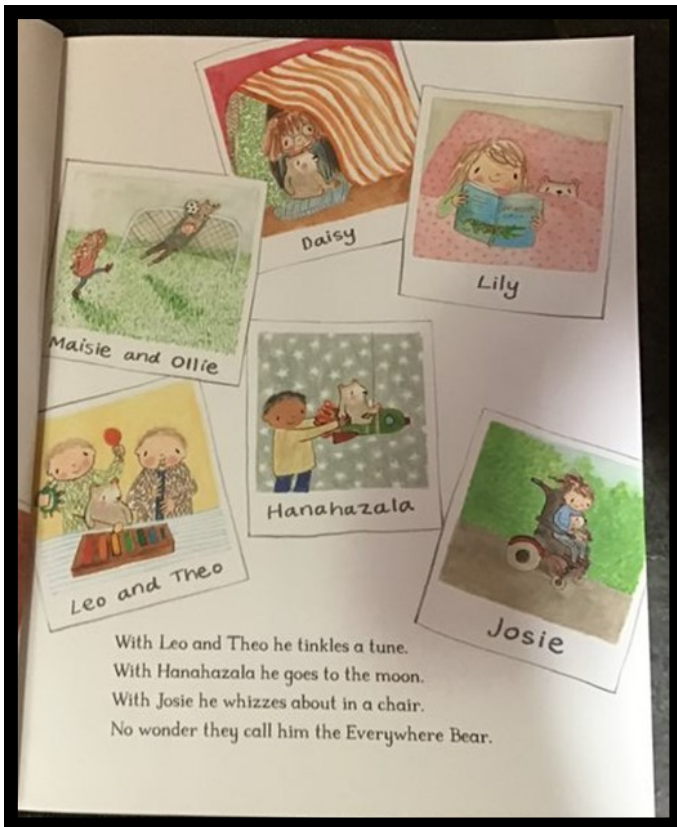 Daisy
Lily
Maisie and Ollie
Hanahazala
Leo and Theo
Josie
With Leo and Theo he tinkles a tune.
With Hanahazala he goes to the moon.
With Josie he whizzes about in a chair.
No wonder they call him the Everywhere Bear.